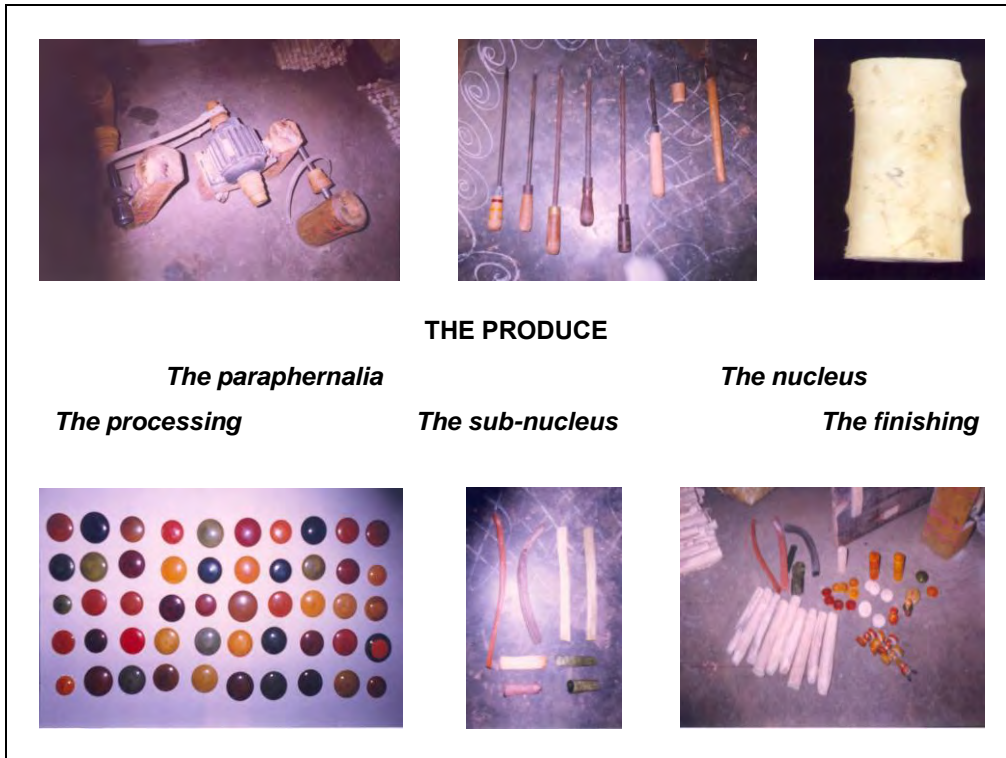 THE PRODUCE
The paraphernalia The nucleus
The processing The sub-nucleus The finishing